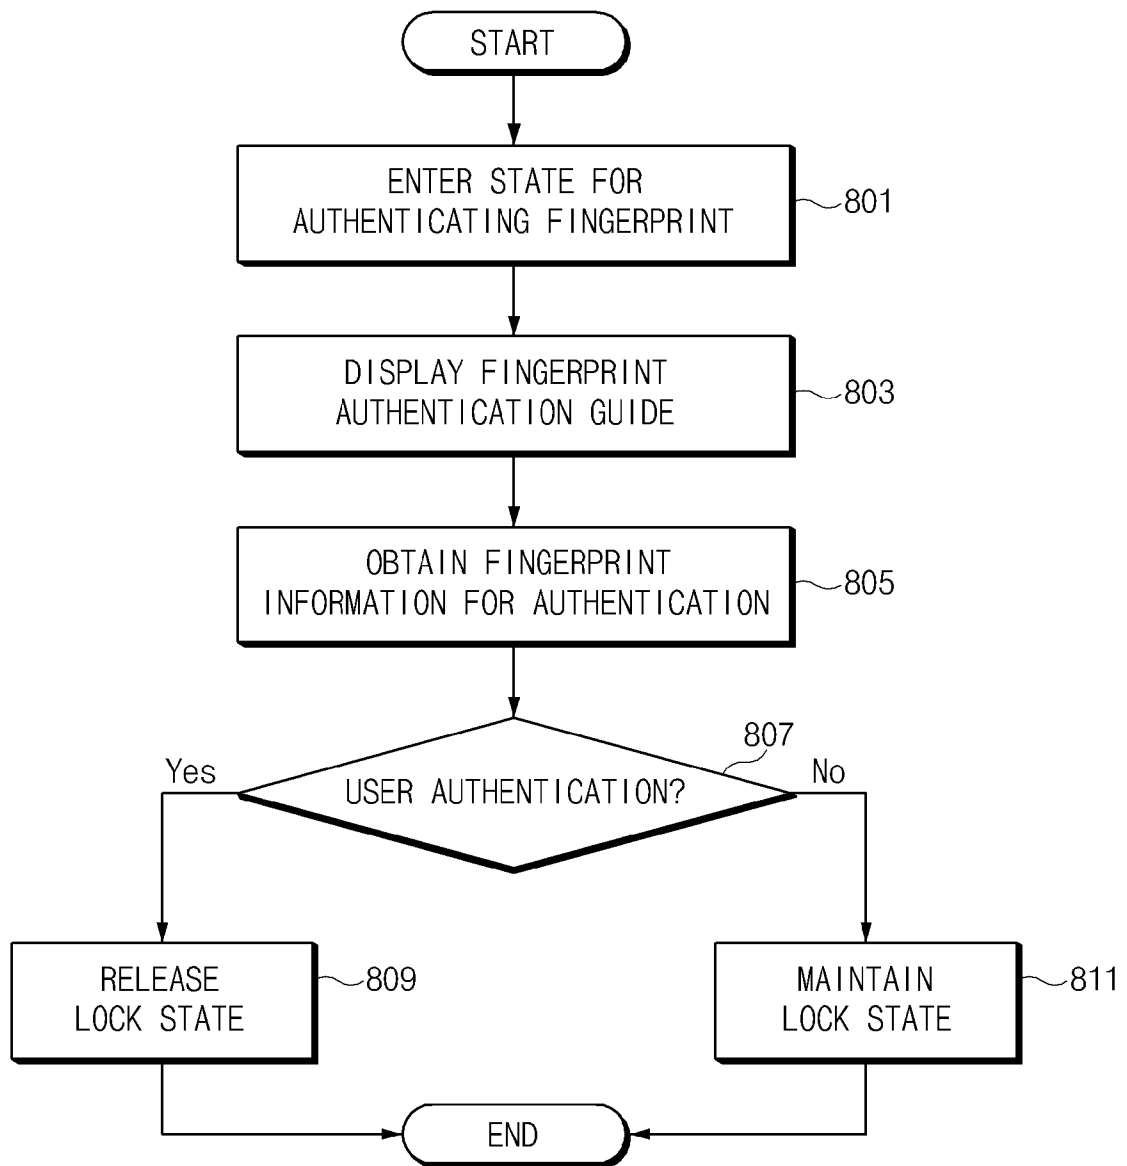 START
ENTER STATE FOR
AUTHENTICATING FINGERPRINT
801
DISPLAY FINGERPRINT
AUTHENTICATION GUIDE
803
OBTAIN FINGERPRINT
INFORMATION FOR AUTHENTICATION
805
807
Yes
USER AUTHENTICATION?
No
RELEASE
LOCK STATE
809
MAINTAIN
LOCK STATE
811
END